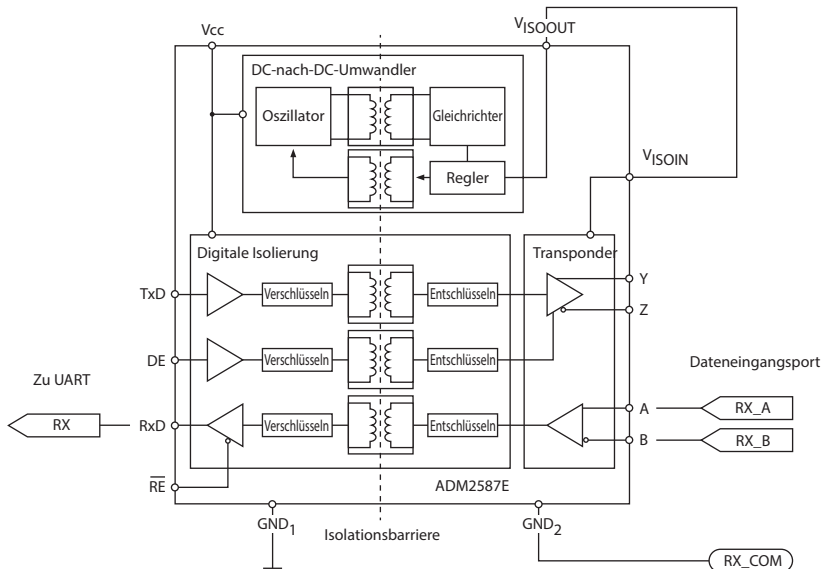 Vcc
VISOOUT
DC-nach-DC-Umwandler
Oszillator
Gleichrichter
Regler
VISOIN
Digitale Isolierung
Transponder
TxD
Verschlüsseln
Entschlüsseln
Y
Z
DE
Verschlüsseln
Entschlüsseln
Dateneingangsport
Zu UART
RX
RxD
Verschlüsseln
Entschlüsseln
A
RX_A
B
RX_B
RE
ADM2587E
GND1
Isolationsbarriere
GND2
RX_COM